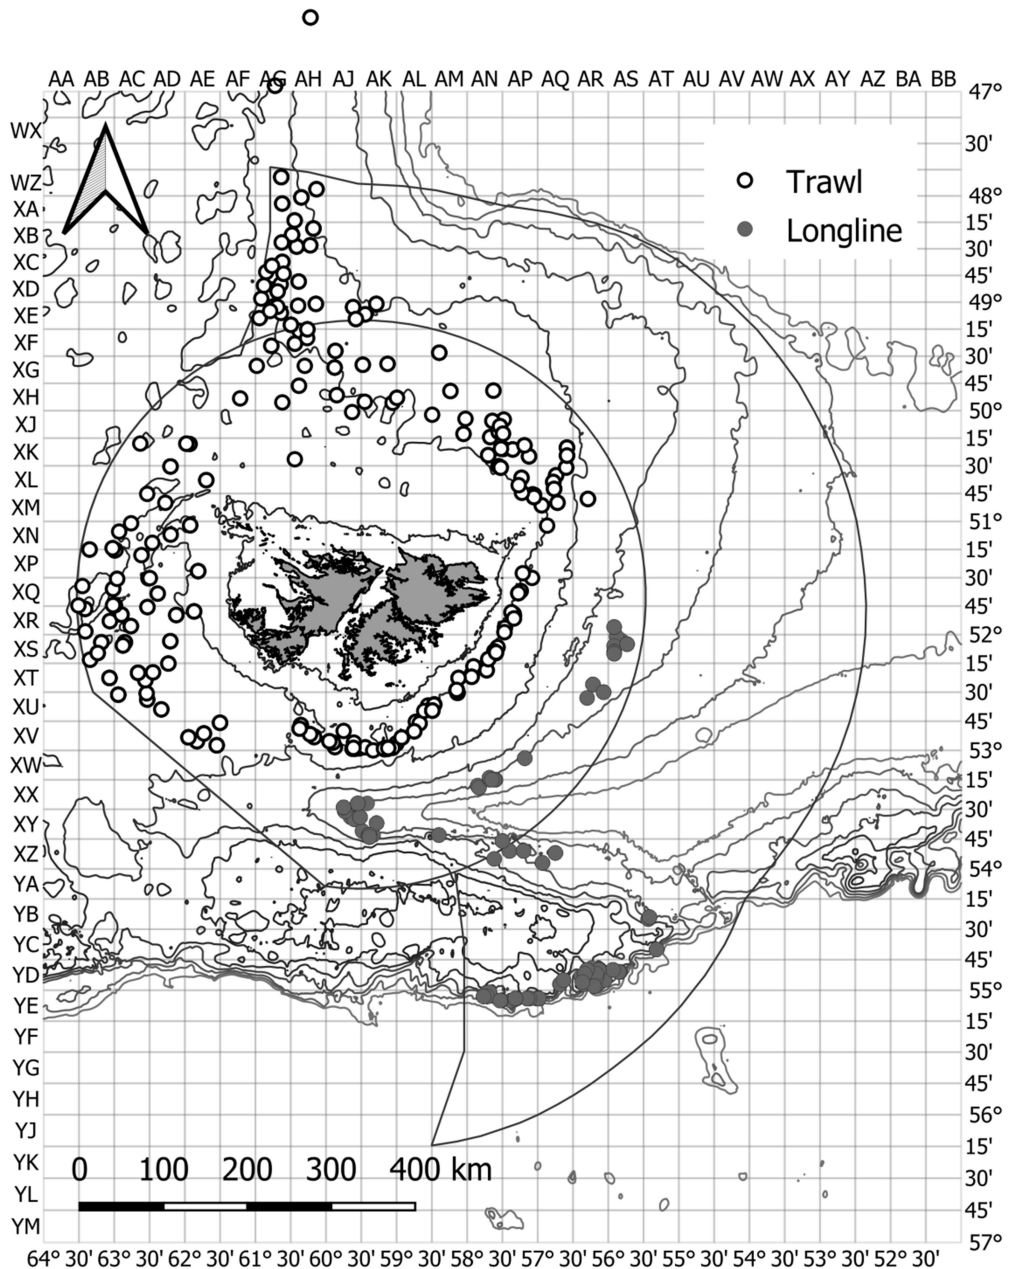 AA AB AC AD AE AF AG AH AJ AK AL AM AN AP AQ AR AS AT AU AV AW AX AY AZ BA BB
47°
WX
30'
WZ
48°
XA
15'
XB
30'
XC
45'
XD
49°
XE
15'
XF
30'
XG
45'
XH
50°
XJ
15'
XK
30'
XL
45'
XM
51°
XN
15'
XP
30'
XQ
45'
XR
52°
XS
15'
XT
30'
XU
45'
XV
53°
XW
15'
XX
30'
XY
45'
XZ
54°
YA
15'
YB
30'
YC
45'
YD
55°
YE
15'
YF
30'
YG
45'
YH
56°
YJ
15'
YK
30'
YL
45'
YM
57°
Trawl
Longline
0 100 200 300 400 km
64° 30' 63° 30' 62° 30' 61° 30' 60° 30' 59° 30' 58° 30' 57° 30' 56° 30' 55° 30' 54° 30' 53° 30' 52° 30'